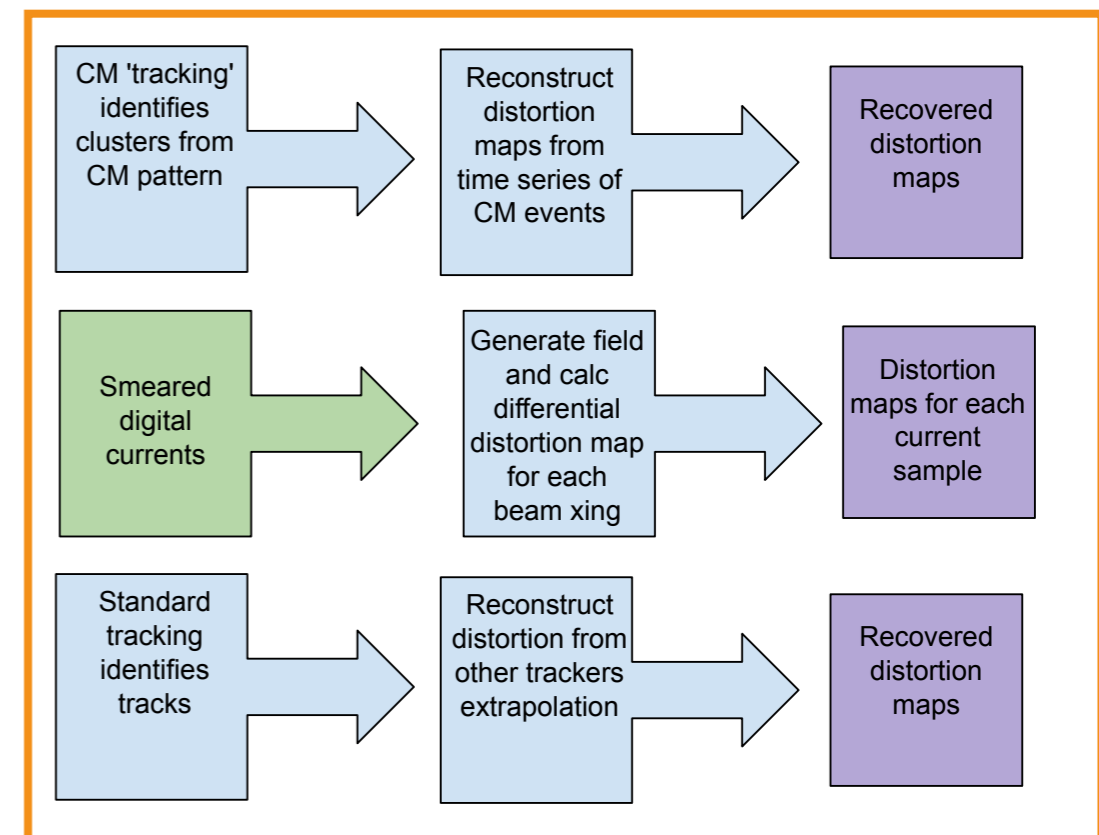 CM 'tracking'
identifies
clusters from
CM pattern
Reconstruct
distortion
maps from
time series of
CM events
Recovered
distortion
maps
Smeared
digital
currents
Generate field
and calc
differential
distortion map
for each
beam xing
Distortion
maps for each
current
sample
Standard
tracking
identifies
tracks
Reconstruct
distortion from
other trackers
extrapolation
Recovered
distortion
maps